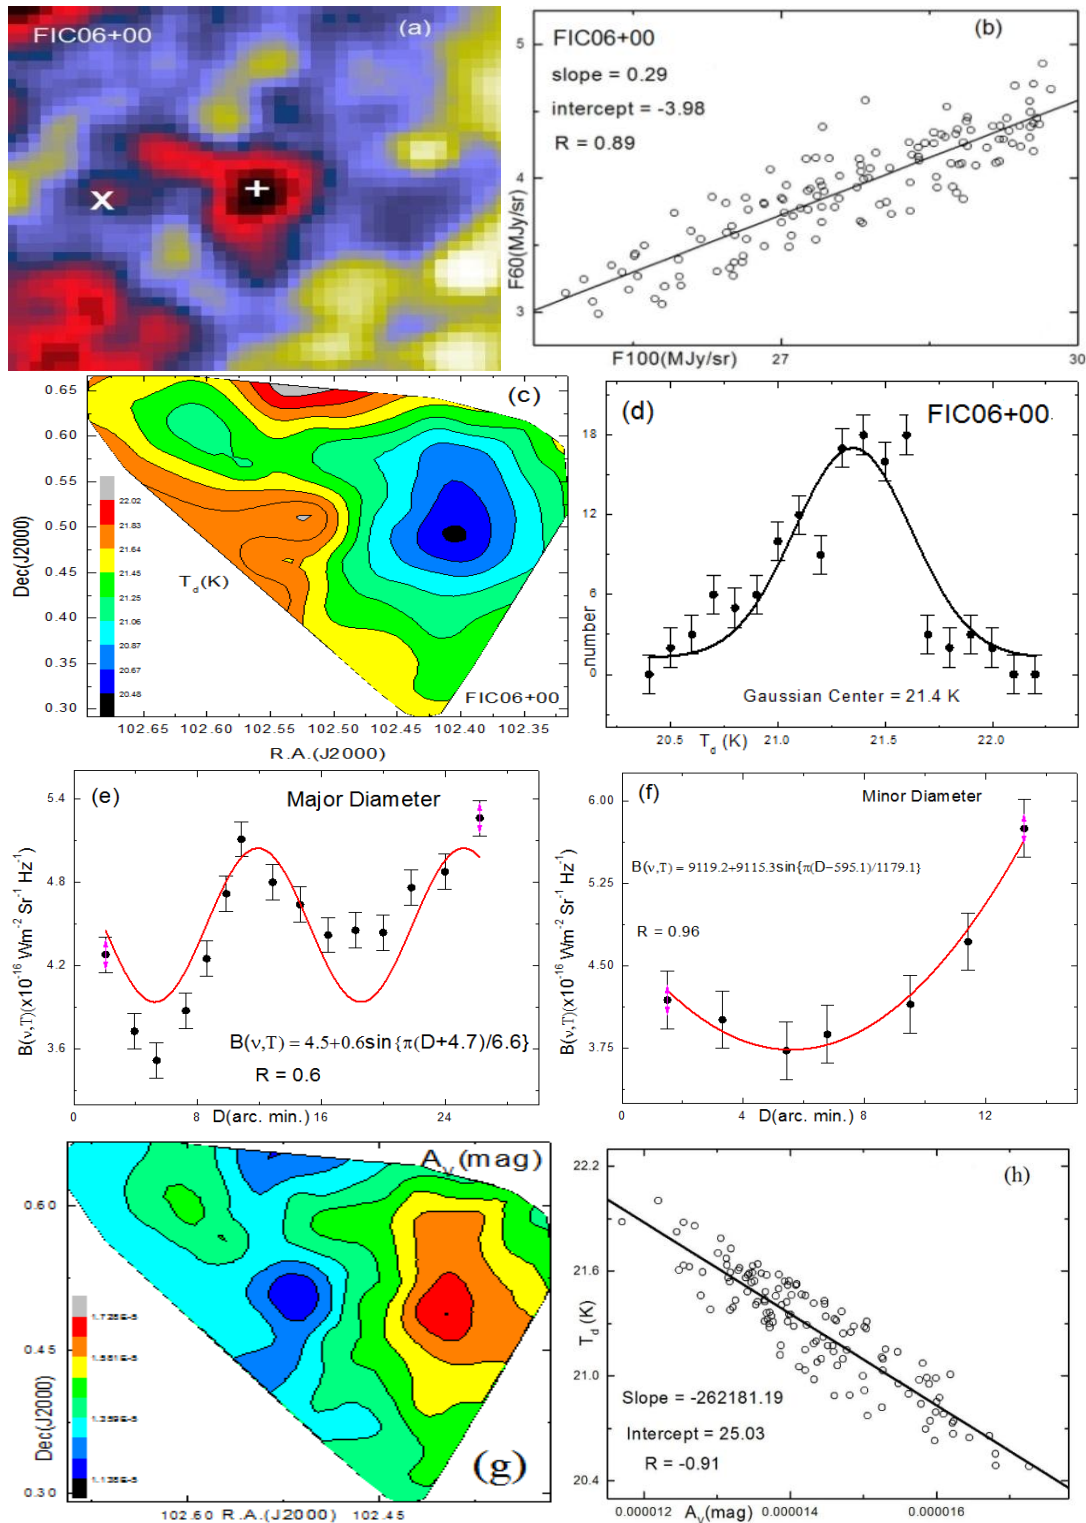 FIC06+00
(a)
X
+
FIC06+00
(b)
slope = 0.29
intercept = -3.98
R = 0.89
F60(MJy/sr)
5
4
3
F100(MJy/sr)
27
30
(c)
Dec(J2000)
0.65
0.60
0.55
0.50
0.45
0.40
0.35
0.30
22.02
21.83
21.64
21.45
21.06
20.87
20.67
20.48
T_d(K)
FIC06+00
102.65 102.60 102.55 102.50 102.45 102.40 102.35
R.A.(J2000)
(d)
FIC06+00.
number
18
12
6
0
Gaussian Center = 21.4 K
20.5 21.0 21.5 22.0
T_d (K)
(e)
Major Diameter
B(ν,T)(x10^-16 Wm^-2 Sr^-1 Hz^-1)
5.4
4.8
4.2
3.6
B(ν,T) = 4.5+0.6sin{π(D+4.7)/6.6}
R = 0.6
0 8 16 24
D(arc. min.)
(f)
Minor Diameter
B(ν,T)(x10^-16 Wm^-2 Sr^-1 Hz^-1)
6.00
5.25
4.50
3.75
B(ν,T) = 9119.2+9115.3sin{π(D−595.1)/1179.1}
R = 0.96
0 4 8 12
D(arc. min.)
A_V(mag)
Dec(J2000)
0.60
0.45
0.30
1.359E-5
(g)
102.60 R.A.(J2000) 102.45
(h)
T_d (K)
22.2
21.6
21.0
20.4
Slope = -262181.19
Intercept = 25.03
R = -0.91
0.000012 0.000014 0.000016
A_V(mag)